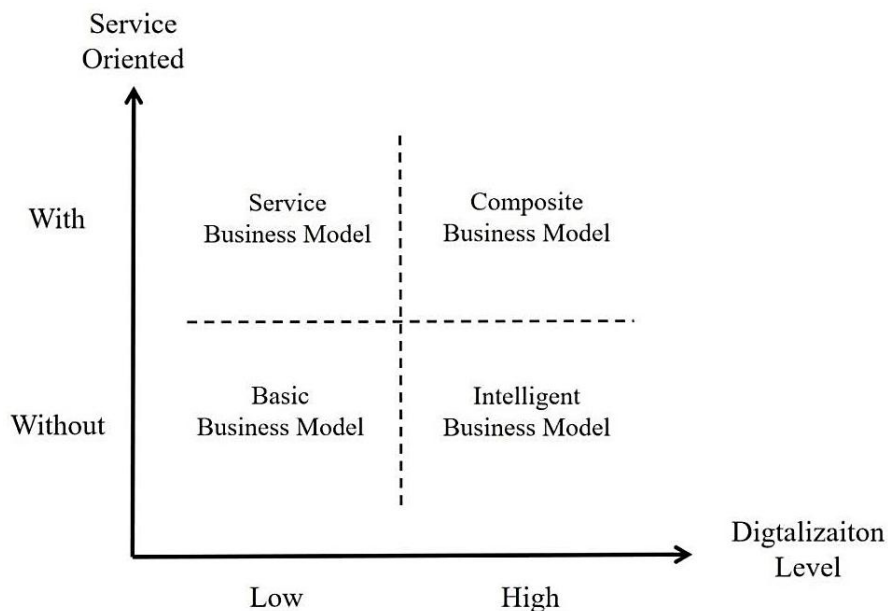 Service
Oriented
With
Service
Business Model
Composite
Business Model
Without
Basic
Business Model
Intelligent
Business Model
Digtalizaiton
Level
Low
High